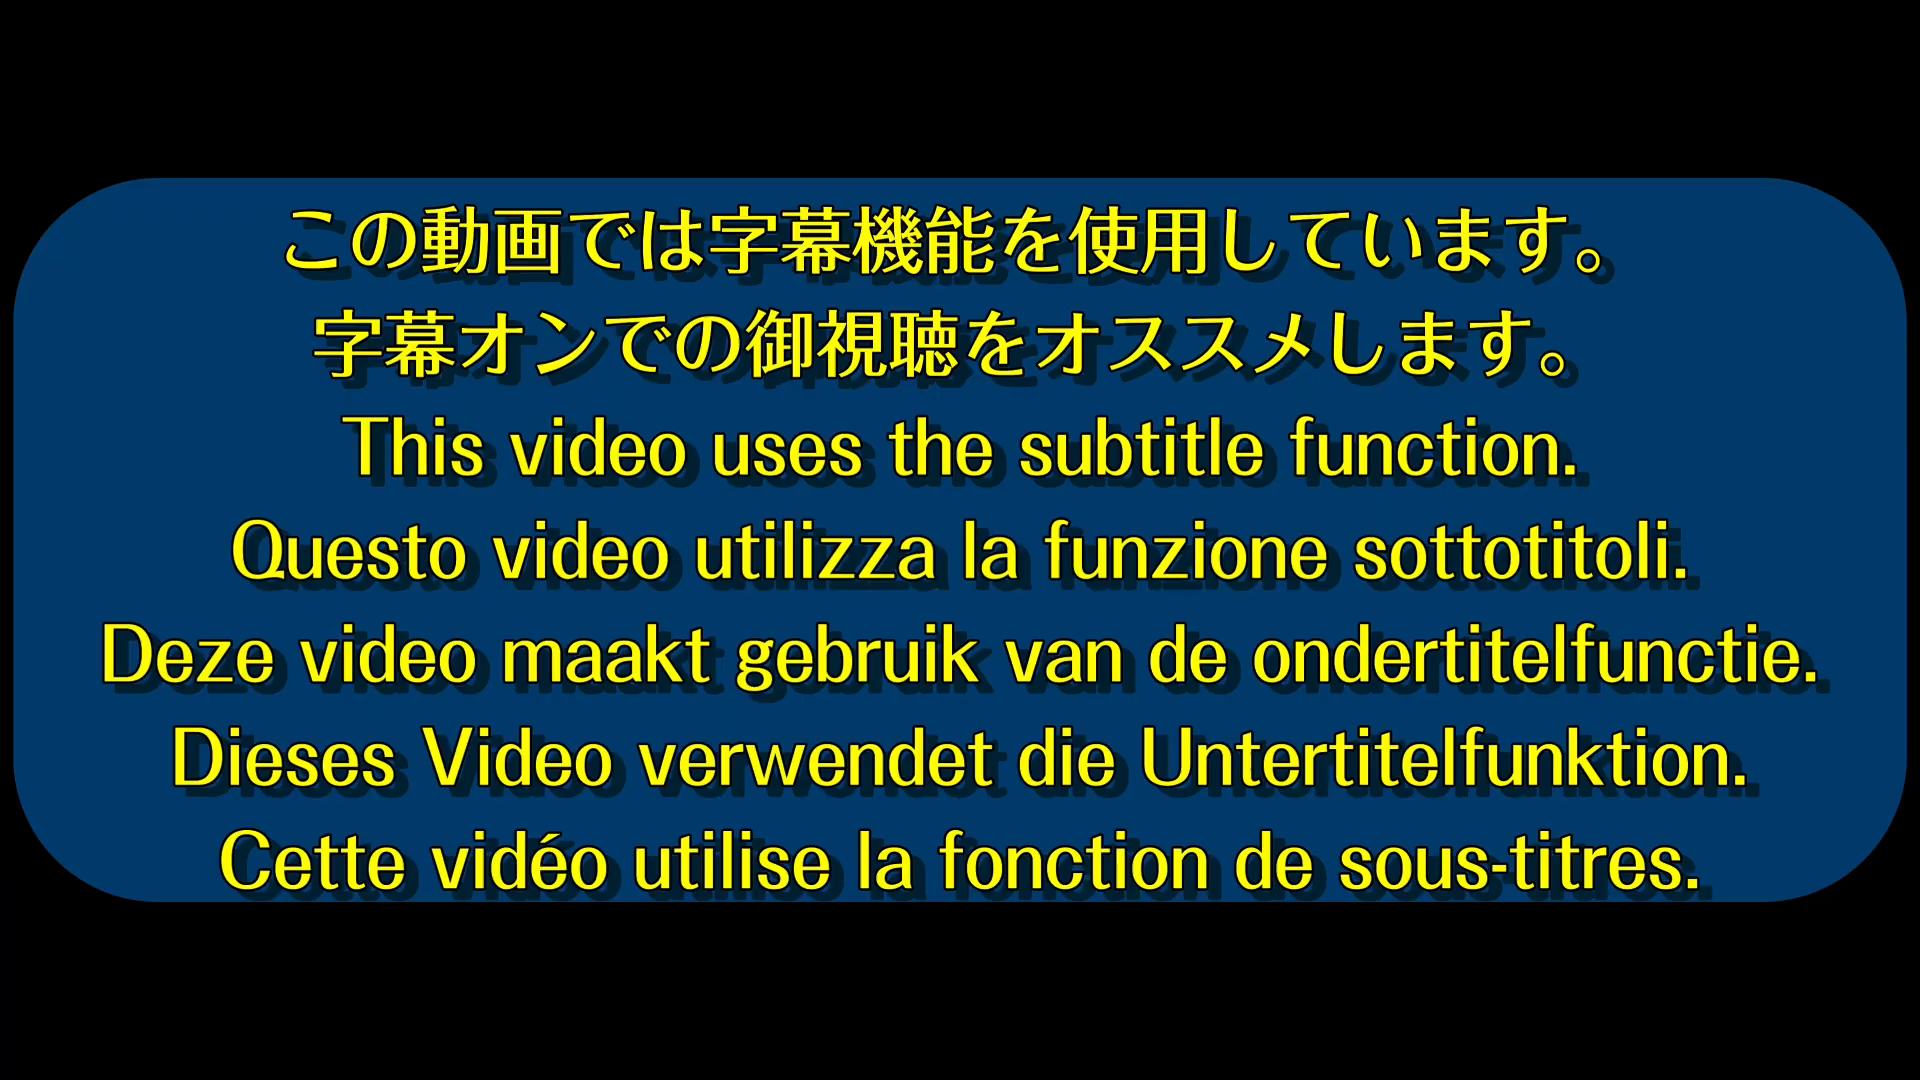 この動画では字幕機能を使用しています。
字幕オンでの御視聴をオススメします。
This video uses the subtitle function.
Questo video utilizza la funzione sottotitoli.
Deze video maakt gebruik van de ondertitelfunctie.
Dieses Video verwendet die Untertitelfunktion.
Cette vidéo utilise la fonction de sous-titres.